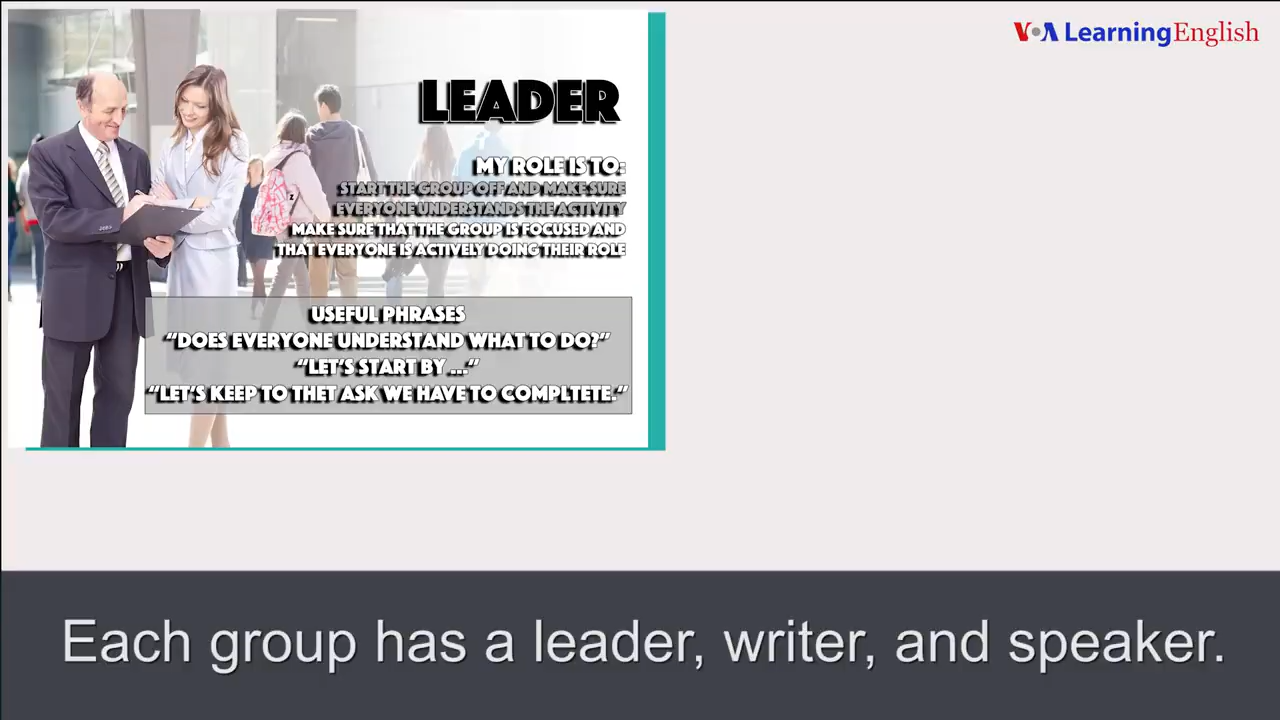 VOA Learning English
LEADER
MY ROLE IS TO:
START THE GROUP OFF AND MAKE SURE
EVERYONE UNDERSTANDS THE ACTIVITY
MAKE SURE THAT THE GROUP IS FOCUSED AND
THAT EVERYONE IS ACTIVELY DOING THEIR ROLE
USEFUL PHRASES
“DOES EVERYONE UNDERSTAND WHAT TO DO?”
“LET’S START BY ...”
“LET’S KEEP TO THET ASK WE HAVE TO COMPLTETE.”
Each group has a leader, writer, and speaker.